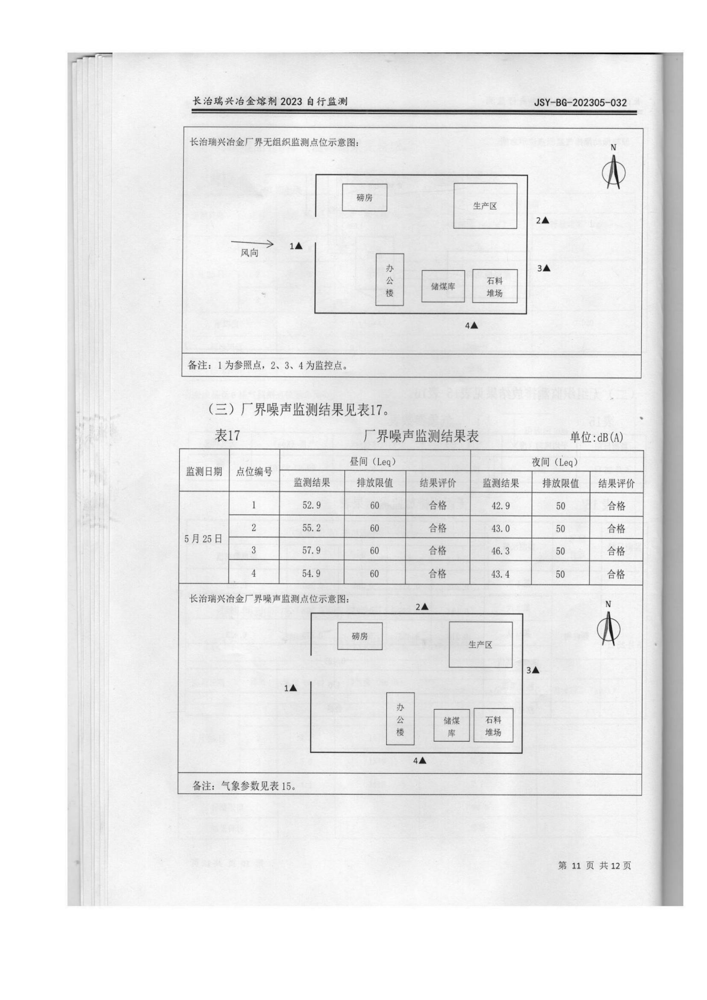 长治瑞兴冶金熔剂 2023 自行监测 JSY-BG-202305-032
长治瑞兴冶金厂界无组织监测点位示意图:
N
磅房
生产区
2▲
1▲
风向
3▲
办公楼
储煤库
石料堆场
4▲
备注: 1 为参照点, 2、3、4 为监控点。
(三) 厂界噪声监测结果见表17。
表17 厂界噪声监测结果表 单位:dB(A)
监测日期 点位编号 昼间 (Leq) 夜间 (Leq)
监测结果 排放限值 结果评价 监测结果 排放限值 结果评价
5 月 25 日
1 52.9 60 合格 42.9 50 合格
2 55.2 60 合格 43.0 50 合格
3 57.9 60 合格 46.3 50 合格
4 54.9 60 合格 43.4 50 合格
长治瑞兴冶金厂界噪声监测点位示意图:
2▲
N
磅房
生产区
3▲
1▲
办公楼
储煤库
石料堆场
4▲
备注: 气象参数见表 15。
第 11 页 共 12 页